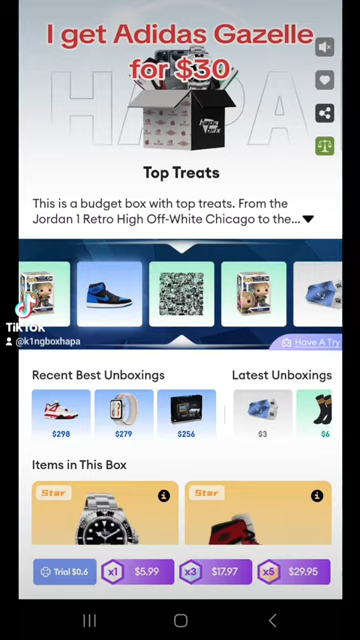 I get Adidas Gazelle
for $30
HAPA
Top Treats
This is a budget box with top treats. From the
Jordan 1 Retro High Off-White Chicago to the...
TikTok
@k1ngboxhapa
Have A Try
Recent Best Unboxings
Latest Unboxings
$298
$279
$256
$3
$6
Items in This Box
Star
Star
Trial $0.6
x1
$5.99
x3
$17.97
x5
$29.95